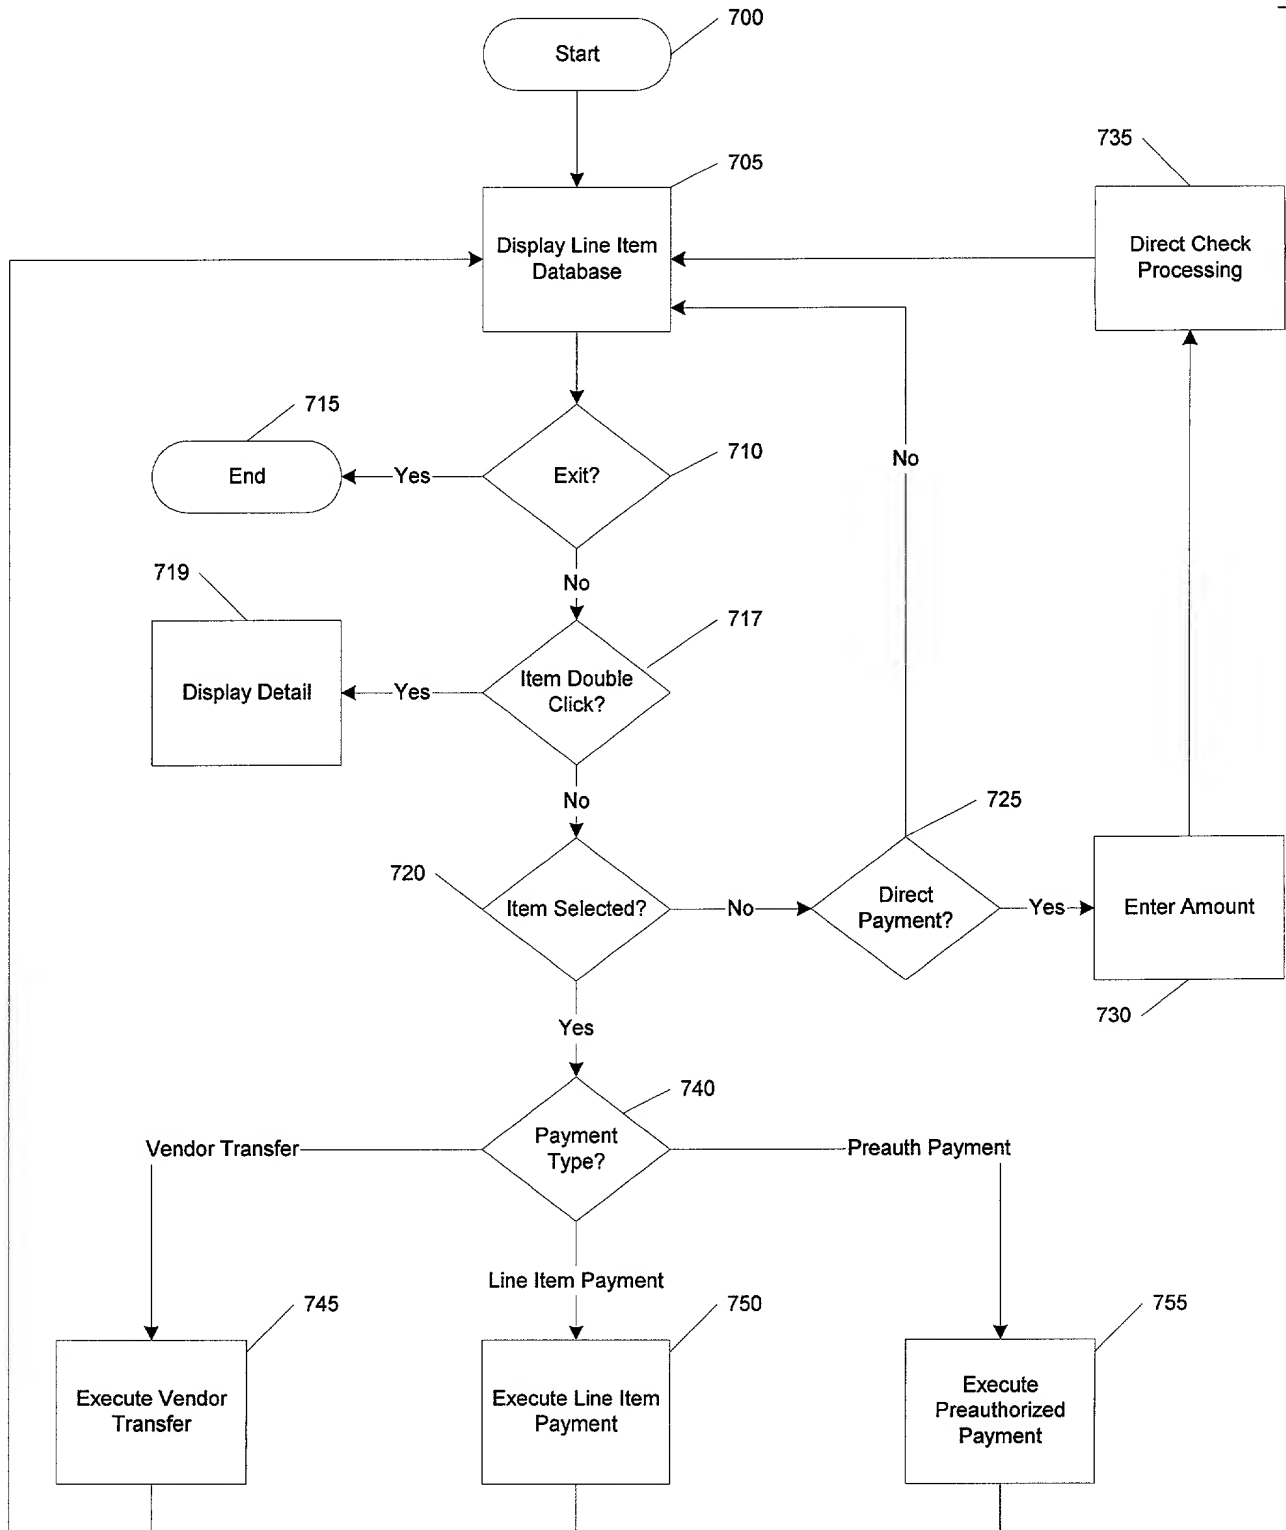 700
Start
705
735
Display Line Item
Database
Direct Check
Processing
715
End
Yes
Exit?
710
No
No
719
717
Display Detail
Yes
Item Double
Click?
No
725
720
Item Selected?
No
Direct
Payment?
Yes
Enter Amount
730
Yes
740
Vendor Transfer
Payment
Type?
Preauth Payment
Line Item Payment
745
750
755
Execute Vendor
Transfer
Execute Line Item
Payment
Execute
Preauthorized
Payment